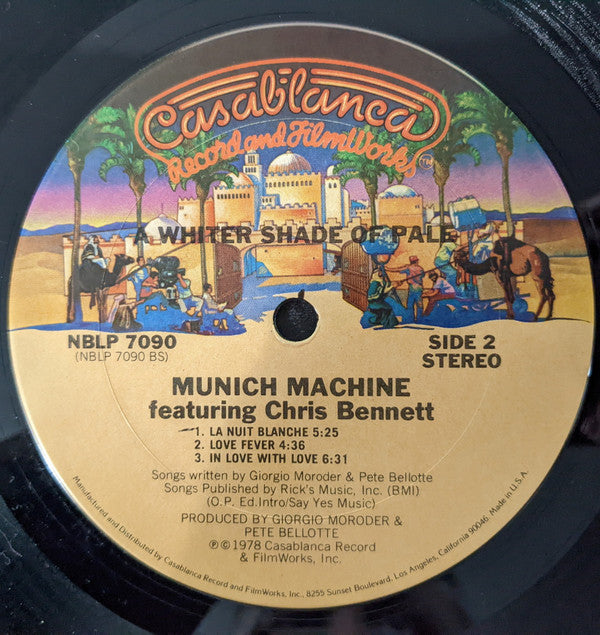 Casablanca
Record and FilmWorks™
A WHITER SHADE OF PALE
NBLP 7090
(NBLP 7090 BS)
SIDE 2
STEREO
MUNICH MACHINE
featuring Chris Bennett
1. LA NUIT BLANCHE 5:25
2. LOVE FEVER 4:36
3. IN LOVE WITH LOVE 6:31
Songs written by Giorgio Moroder & Pete Bellotte
Songs Published by Rick's Music, Inc. (BMI)
(O.P. Ed.Intro/Say Yes Music)
PRODUCED BY GIORGIO MORODER &
PETE BELLOTTE
℗©1978 Casablanca Record
& FilmWorks, Inc.
Manufactured and Distributed by Casablanca Record and FilmWorks, Inc., 8255 Sunset Boulevard, Los Angeles, California 90046. Made in U.S.A.